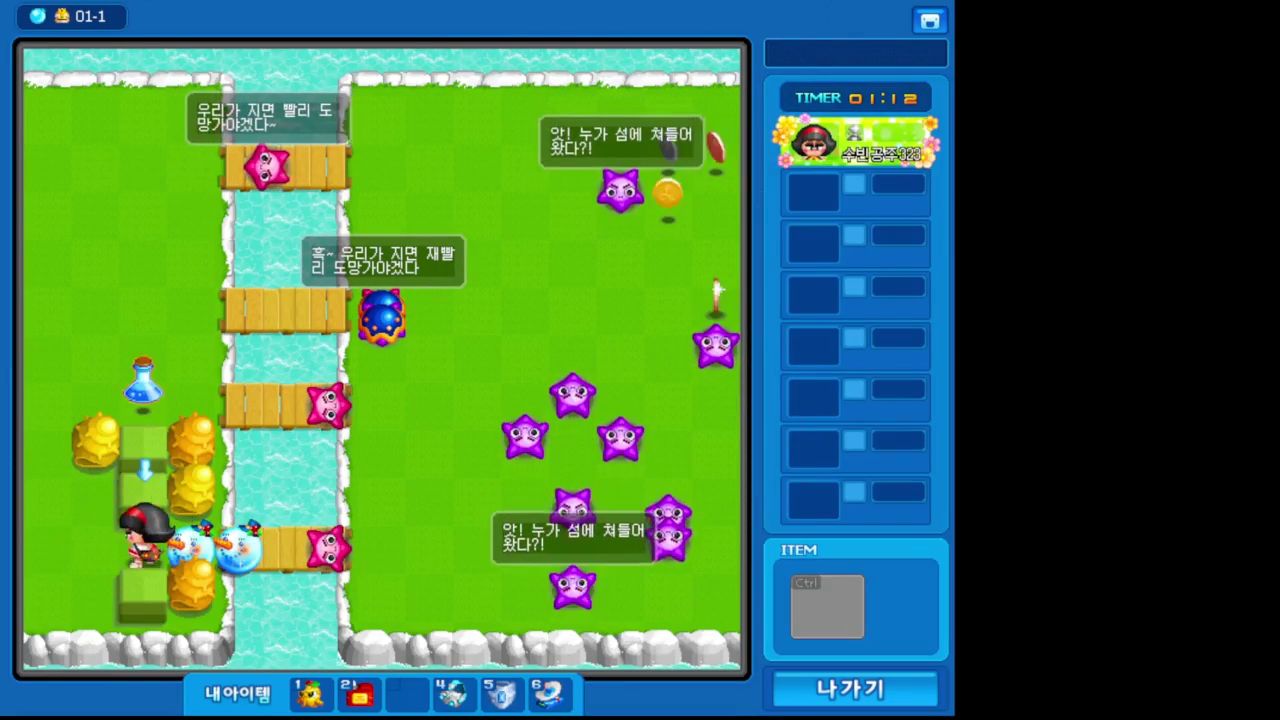 01-1
우리가 지면 빨리 도
망가야겠다~
앗! 누가 섬에 쳐들어
왔다?!
흑~ 우리가 지면 재빨
리 도망가야겠다
앗! 누가 섬에 쳐들어
왔다?!
TIMER 01:12
수빈공주023
ITEM
Ctrl
내아이템
1
2
4
5
6
나가기